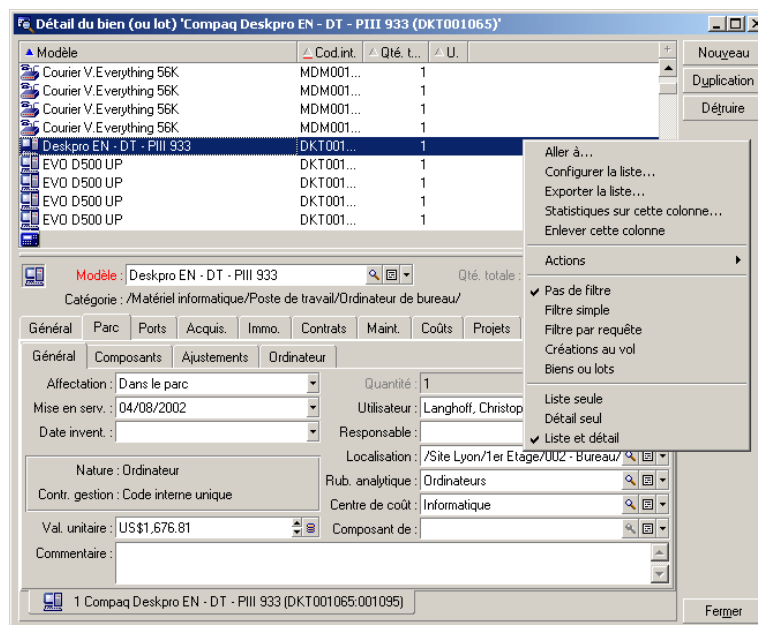 Détail du bien (ou lot) 'Compaq Deskpro EN - DT - PIII 933 (DKT001065)'
Modèle Cod.int. Qté. t... U.
Courier V.Everything 56K MDM001... 1
Courier V.Everything 56K MDM001... 1
Courier V.Everything 56K MDM001... 1
Courier V.Everything 56K MDM001... 1
Deskpro EN - DT - PIII 933 DKT001... 1
EVO D500 UP DKT001... 1
EVO D500 UP DKT001... 1
EVO D500 UP DKT001... 1
EVO D500 UP DKT001... 1
Nouveau
Duplication
Détruire
Aller à...
Configurer la liste...
Exporter la liste...
Statistiques sur cette colonne...
Enlever cette colonne
Actions
Pas de filtre
Filtre simple
Filtre par requête
Créations au vol
Biens ou lots
Liste seule
Détail seul
Liste et détail
Modèle : Deskpro EN - DT - PIII 933 Qté. totale :
Catégorie : /Matériel informatique/Poste de travail/Ordinateur de bureau/
Général Parc Ports Acquis. Immo. Contrats Maint. Coûts Projets
Général Composants Ajustements Ordinateur
Affectation : Dans le parc Quantité : 1
Mise en serv. : 04/08/2002 Utilisateur : Langhoff, Christop
Date invent. : Responsable :
Localisation : /Site Lyon/1er Etage/002 - Bureau/
Nature : Ordinateur Rub. analytique : Ordinateurs
Contr. gestion : Code interne unique Centre de coût : Informatique
Val. unitaire : US$1,676.81 Composant de :
Commentaire :
1 Compaq Deskpro EN - DT - PIII 933 (DKT001065:001095)
Fermer